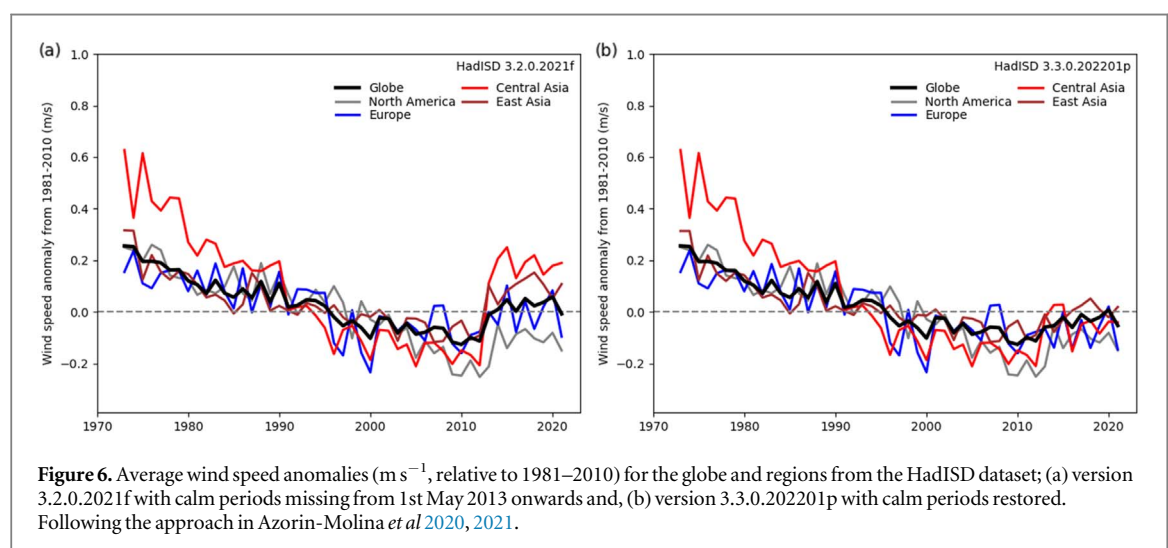 (a)
HadISD 3.2.0.2021f
Globe
North America
Europe
Central Asia
East Asia
Wind speed anomaly from 1981-2010 (m/s)
1.0
0.8
0.6
0.4
0.2
0.0
−0.2
1970 1980 1990 2000 2010 2020
(b)
HadISD 3.3.0.202201p
Globe
North America
Europe
Central Asia
East Asia
Wind speed anomaly from 1981-2010 (m/s)
1.0
0.8
0.6
0.4
0.2
0.0
−0.2
1970 1980 1990 2000 2010 2020
Figure 6. Average wind speed anomalies (m s⁻¹, relative to 1981–2010) for the globe and regions from the HadISD dataset; (a) version
3.2.0.2021f with calm periods missing from 1st May 2013 onwards and, (b) version 3.3.0.202201p with calm periods restored.
Following the approach in Azorin-Molina et al 2020, 2021.